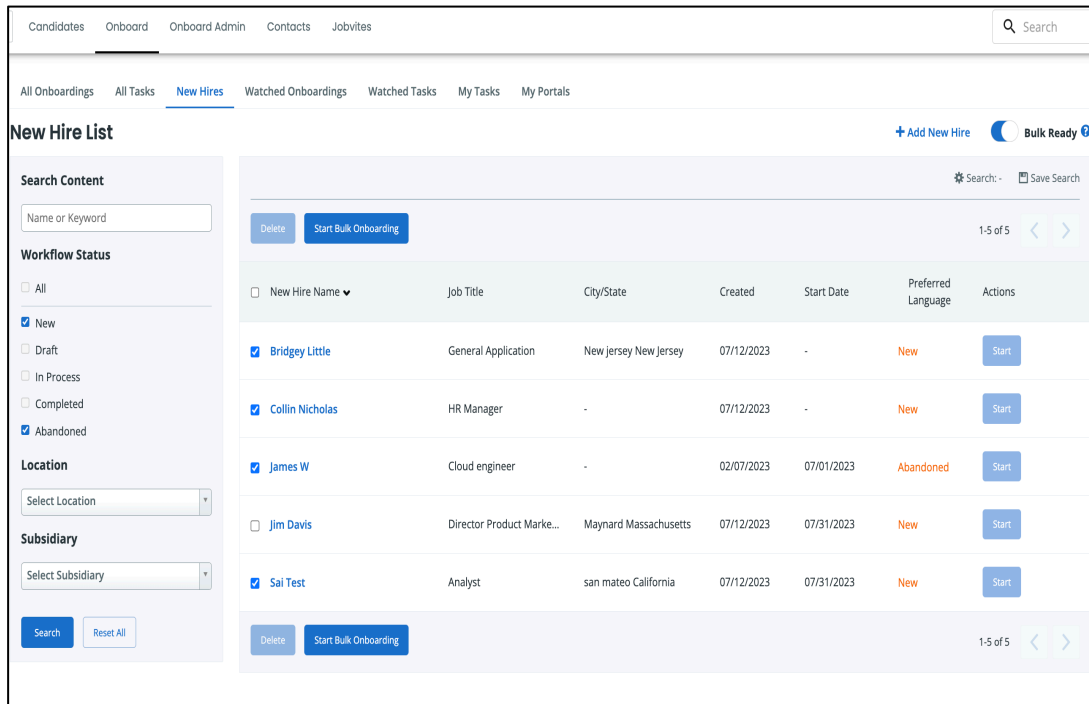 Candidates Onboard Onboard Admin Contacts Jobvites Search
All Onboardings All Tasks New Hires Watched Onboardings Watched Tasks My Tasks My Portals
New Hire List + Add New Hire Bulk Ready ?
Search Content
Name or Keyword
Workflow Status
All
New
Draft
In Process
Completed
Abandoned
Location
Select Location
Subsidiary
Select Subsidiary
Search Reset All
Search: - Save Search
Delete Start Bulk Onboarding 1-5 of 5
New Hire Name Job Title City/State Created Start Date Preferred Language Actions
Bridgey Little General Application New jersey New Jersey 07/12/2023 - New Start
Collin Nicholas HR Manager - 07/12/2023 - New Start
James W Cloud engineer - 02/07/2023 07/01/2023 Abandoned Start
Jim Davis Director Product Marke... Maynard Massachusetts 07/12/2023 07/31/2023 New Start
Sai Test Analyst san mateo California 07/12/2023 07/31/2023 New Start
Delete Start Bulk Onboarding 1-5 of 5